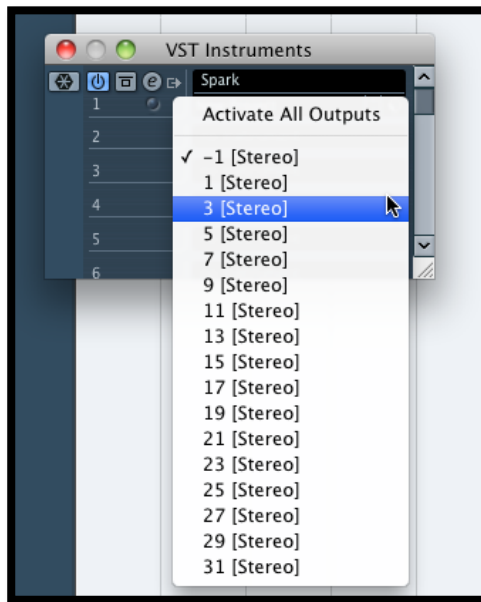 VST Instruments
e Spark
1
Activate All Outputs
2
✓ -1 [Stereo]
3
1 [Stereo]
3 [Stereo]
4
5 [Stereo]
5
7 [Stereo]
9 [Stereo]
6
11 [Stereo]
13 [Stereo]
15 [Stereo]
17 [Stereo]
19 [Stereo]
21 [Stereo]
23 [Stereo]
25 [Stereo]
27 [Stereo]
29 [Stereo]
31 [Stereo]